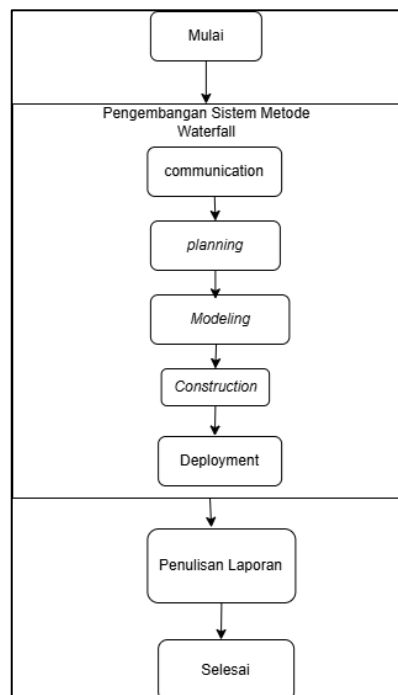 Mulai
Pengembangan Sistem Metode
Waterfall
communication
planning
Modeling
Construction
Deployment
Penulisan Laporan
Selesai